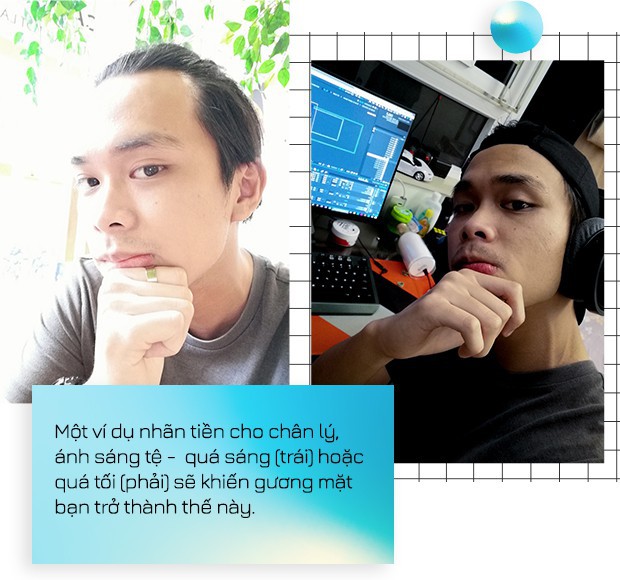 Một ví dụ nhãn tiền cho chân lý,
ánh sáng tệ - quá sáng (trái) hoặc
quá tối (phải) sẽ khiến gương mặt
bạn trở thành thế này.